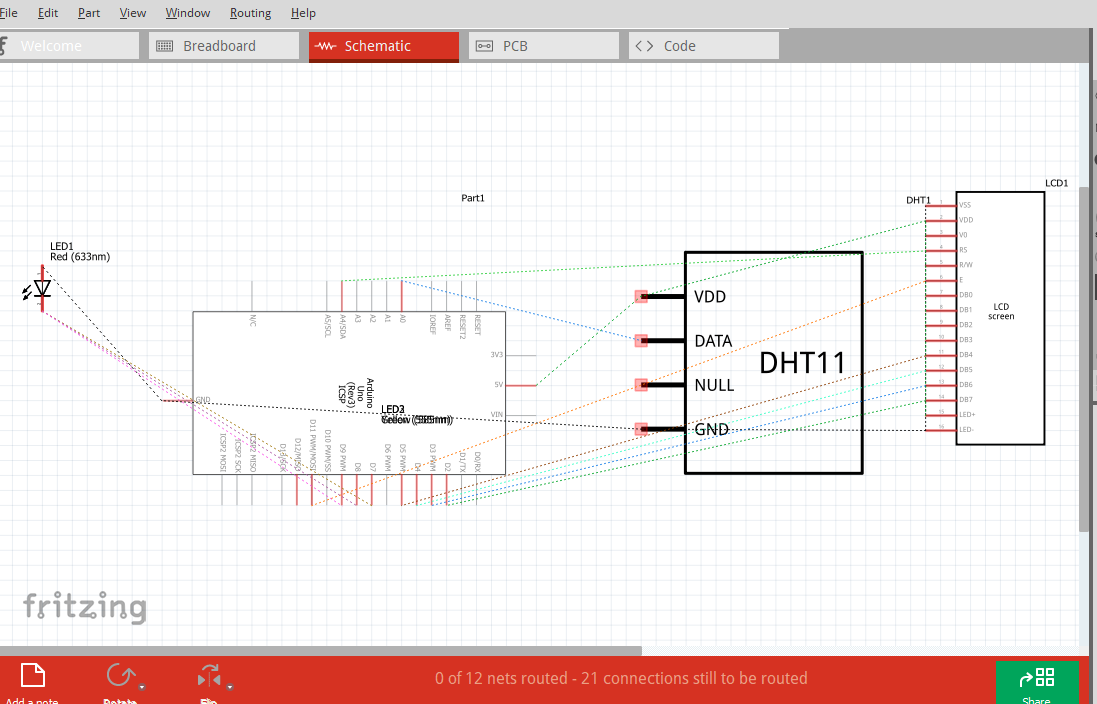 File Edit Part View Window Routing Help
Welcome Breadboard Schematic PCB Code
LCD1
Part1
DHT1
VSS
VDD
V0
RS
R/W
E
DB0
DB1
DB2
DB3
DB4
DB5
DB6
DB7
LED+
LED-
LCD
screen
LED1
Red (633nm)
VDD
DATA
NULL
GND
DHT11
N/C
A5/SCL
A4/SDA
A3
A2
A1
A0
IOREF
AREF
RESET2
RESET
3V3
5V
VIN
GND
Arduino
Uno
(Rev3)
ICSP
ICSP2 MOSI
ICSP2 SCK
ICSP2 MISO
D13/SCK
D12/MISO
D11 PWM/MOSI
D10 PWM/SS
D9 PWM
D8
D7
D6 PWM
D5 PWM
D4
D3 PWM
D2
D1/TX
D0/RX
fritzing
0 of 12 nets routed - 21 connections still to be routed
Add a note Rotate Flip Share